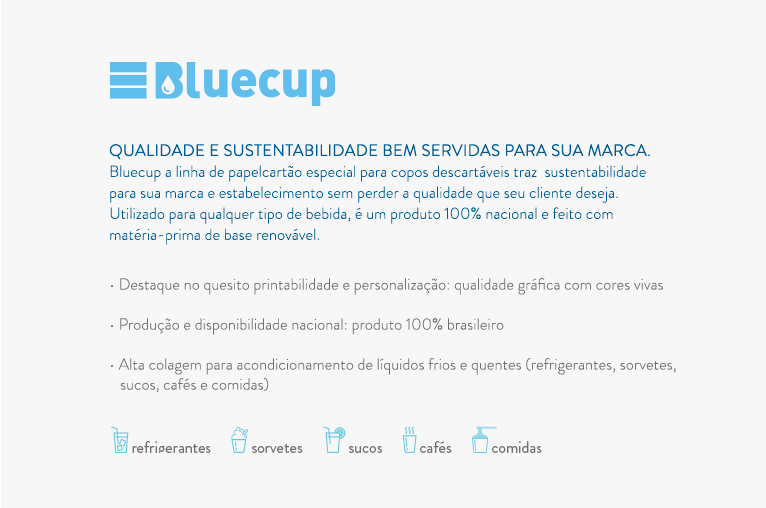 Bluecup
QUALIDADE E SUSTENTABILIDADE BEM SERVIDAS PARA SUA MARCA.
Bluecup a linha de papelcartão especial para copos descartáveis traz sustentabilidade
para sua marca e estabelecimento sem perder a qualidade que seu cliente deseja.
Utilizado para qualquer tipo de bebida, é um produto 100% nacional e feito com
matéria-prima de base renovável.
• Destaque no quesito printabilidade e personalização: qualidade gráfica com cores vivas
• Produção e disponibilidade nacional: produto 100% brasileiro
• Alta colagem para acondicionamento de líquidos frios e quentes (refrigerantes, sorvetes,
sucos, cafés e comidas)
refrigerantes sorvetes sucos cafés comidas